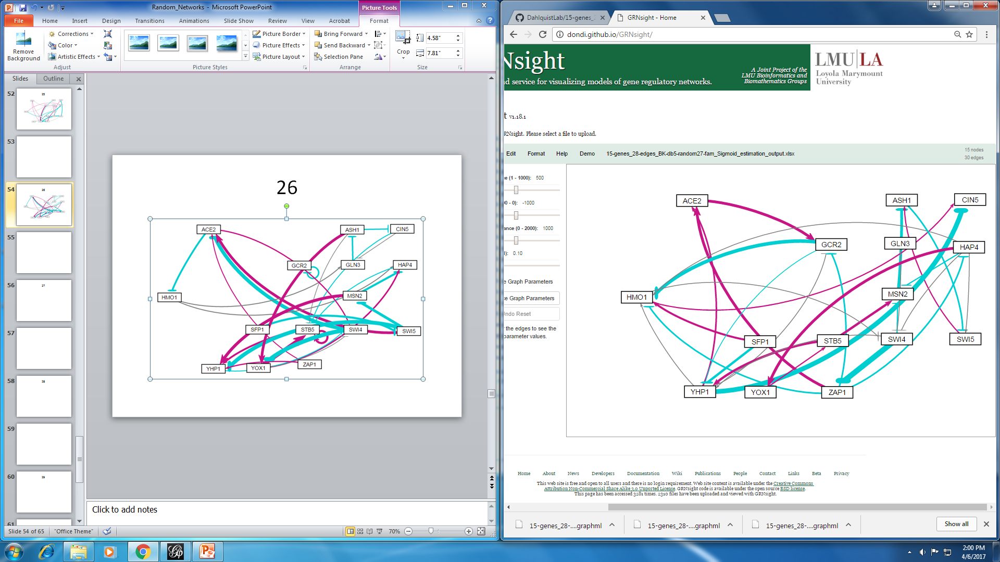 Random_Networks - Microsoft PowerPoint
Picture Tools
File
Home
Insert
Design
Transitions
Animations
Slide Show
Review
View
Acrobat
Format
Remove
Background
Corrections
Color
Artistic Effects
Adjust
Picture Styles
Picture Border
Picture Effects
Picture Layout
Bring Forward
Send Backward
Selection Pane
Arrange
Crop
4.58"
7.81"
Size
Slides
Outline
52
53
54
55
56
57
58
59
60
61
25
26
27
28
29
26
ACE2
ASH1
CIN5
GCR2
GLN3
HAP4
HMO1
MSN2
SFP1
STB5
SWI4
SWI5
YHP1
YOX1
ZAP1
Click to add notes
Slide 54 of 65
"Office Theme"
70%
DahlquistLab/15-genes_
GRNsight - Home
dondi.github.io/GRNsight/
Nsight
d service for visualizing models of gene regulatory networks.
A Joint Project of the
LMU Bioinformatics and
Biomathematics Groups
LMU LA
Loyola Marymount
University
t v1.18.1
RNsight. Please select a file to upload.
Edit
Format
Help
Demo
15-genes_28-edges_BK-db5-random27-fam_Sigmoid_estimation_output.xlsx
15 nodes
30 edges
e (1 - 1000): 500
00 - 0): -1000
ance (0 - 2000): 1000
l): 0.10
e Graph Parameters
ce Graph Parameters
Undo Reset
r the edges to see the
parameter values.
ACE2
ASH1
CIN5
GCR2
GLN3
HAP4
HMO1
MSN2
SFP1
STB5
SWI4
SWI5
YHP1
YOX1
ZAP1
Home
About
News
Developers
Documentation
Wiki
Publications
People
Contact
Links
Beta
Privacy
This web site is free and open to all users and there is no login requirement. Web site content is available under the Creative Commons
Attribution Non-Commercial Share Alike 3.0 Unported License. GRNsight code is available under the open source BSD license.
This page has been accessed 3281 times. 2310 files have been uploaded and viewed with GRNsight.
15-genes_28-....graphml
15-genes_28-....graphml
15-genes_28-....graphml
Show all
2:00 PM
4/6/2017